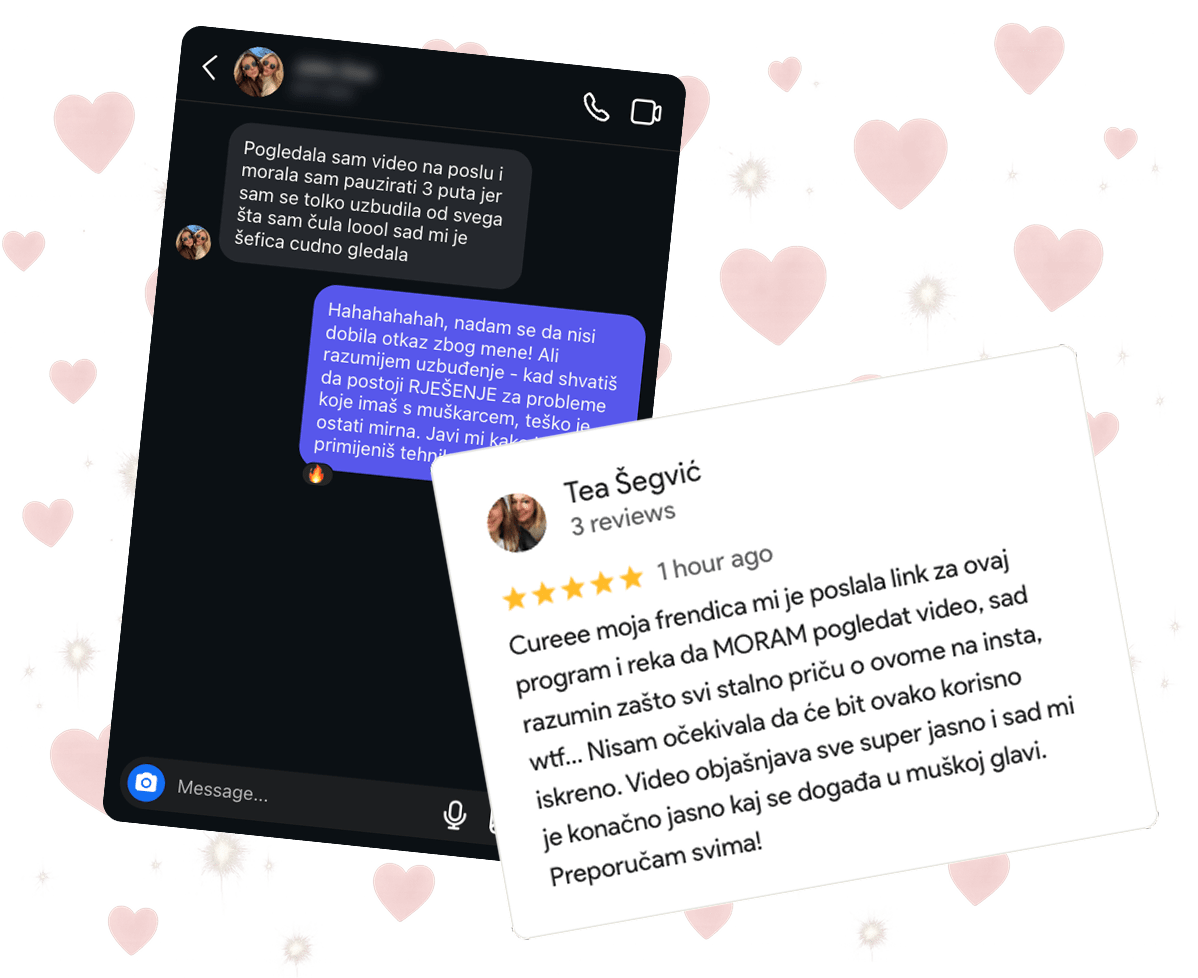 Pogledala sam video na poslu i
morala sam pauzirati 3 puta jer
sam se tolko uzbudila od svega
šta sam čula loool sad mi je
šefica cudno gledala
Hahahahahah, nadam se da nisi
dobila otkaz zbog mene! Ali
razumijem uzbuđenje - kad shvatiš
da postoji RJEŠENJE za probleme
koje imaš s muškarcem, teško je
ostati mirna. Javi mi
primijeniš
Message...
Tea Šegvić
3 reviews
1 hour ago
Cureee moja frendica mi je poslala link za ovaj
program i reka da MORAM pogledat video, sad
razumin zašto svi stalno priču o ovome na insta,
wtf... Nisam očekivala da će bit ovako korisno
iskreno. Video objašnjava sve super jasno i sad mi
je konačno jasno kaj se događa u muškoj glavi.
Preporučam svima!